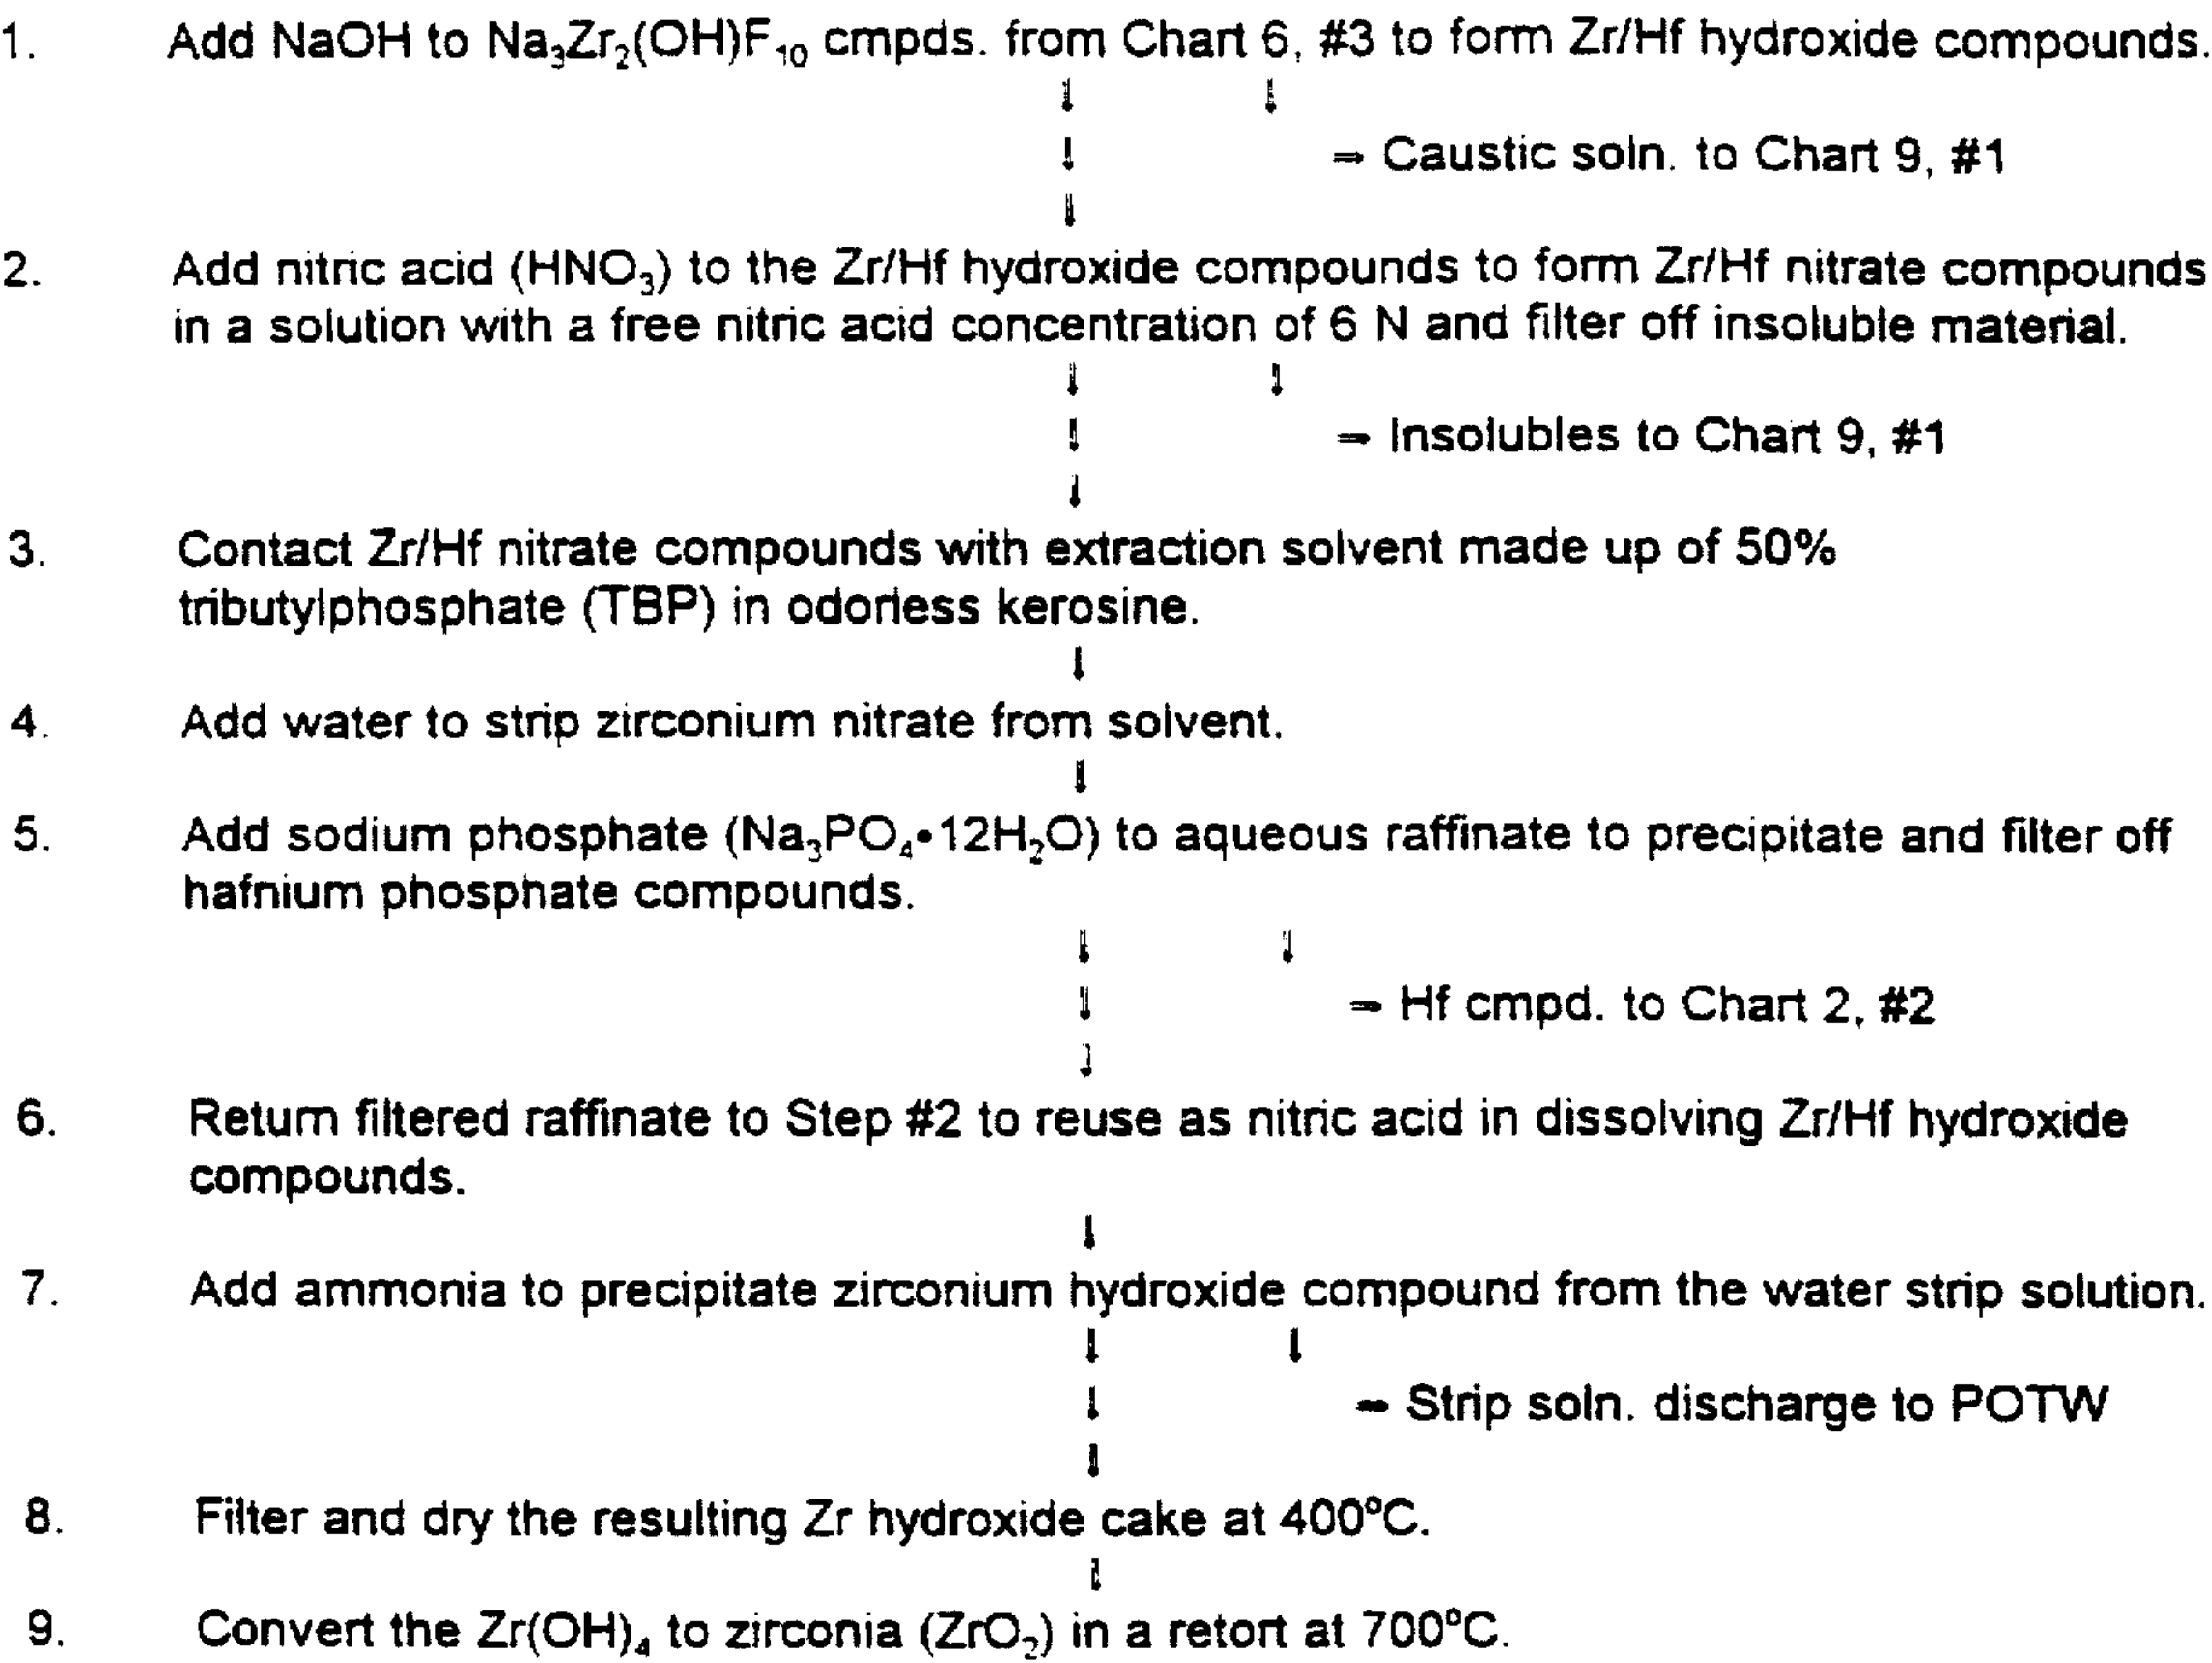 1. Add NaOH to Na₃Zr₂(OH)F₁₀ cmpds. from Chart 6, #3 to form Zr/Hf hydroxide compounds.
⇒ Caustic soln. to Chart 9, #1
2. Add nitric acid (HNO₃) to the Zr/Hf hydroxide compounds to form Zr/Hf nitrate compounds
in a solution with a free nitric acid concentration of 6 N and filter off insoluble material.
⇒ Insolubles to Chart 9, #1
3. Contact Zr/Hf nitrate compounds with extraction solvent made up of 50%
tributylphosphate (TBP) in odorless kerosine.
4. Add water to strip zirconium nitrate from solvent.
5. Add sodium phosphate (Na₃PO₄•12H₂O) to aqueous raffinate to precipitate and filter off
hafnium phosphate compounds.
⇒ Hf cmpd. to Chart 2, #2
6. Return filtered raffinate to Step #2 to reuse as nitric acid in dissolving Zr/Hf hydroxide
compounds.
7. Add ammonia to precipitate zirconium hydroxide compound from the water strip solution.
⇒ Strip soln. discharge to POTW
8. Filter and dry the resulting Zr hydroxide cake at 400ºC.
9. Convert the Zr(OH)₄ to zirconia (ZrO₂) in a retort at 700ºC.